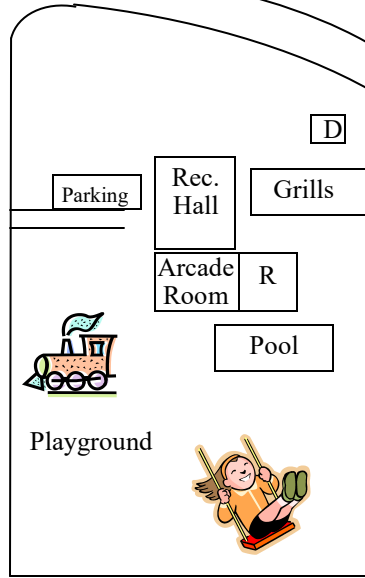 D
Parking
Rec.
Hall
Grills
Arcade
Room
R
Pool
Playground